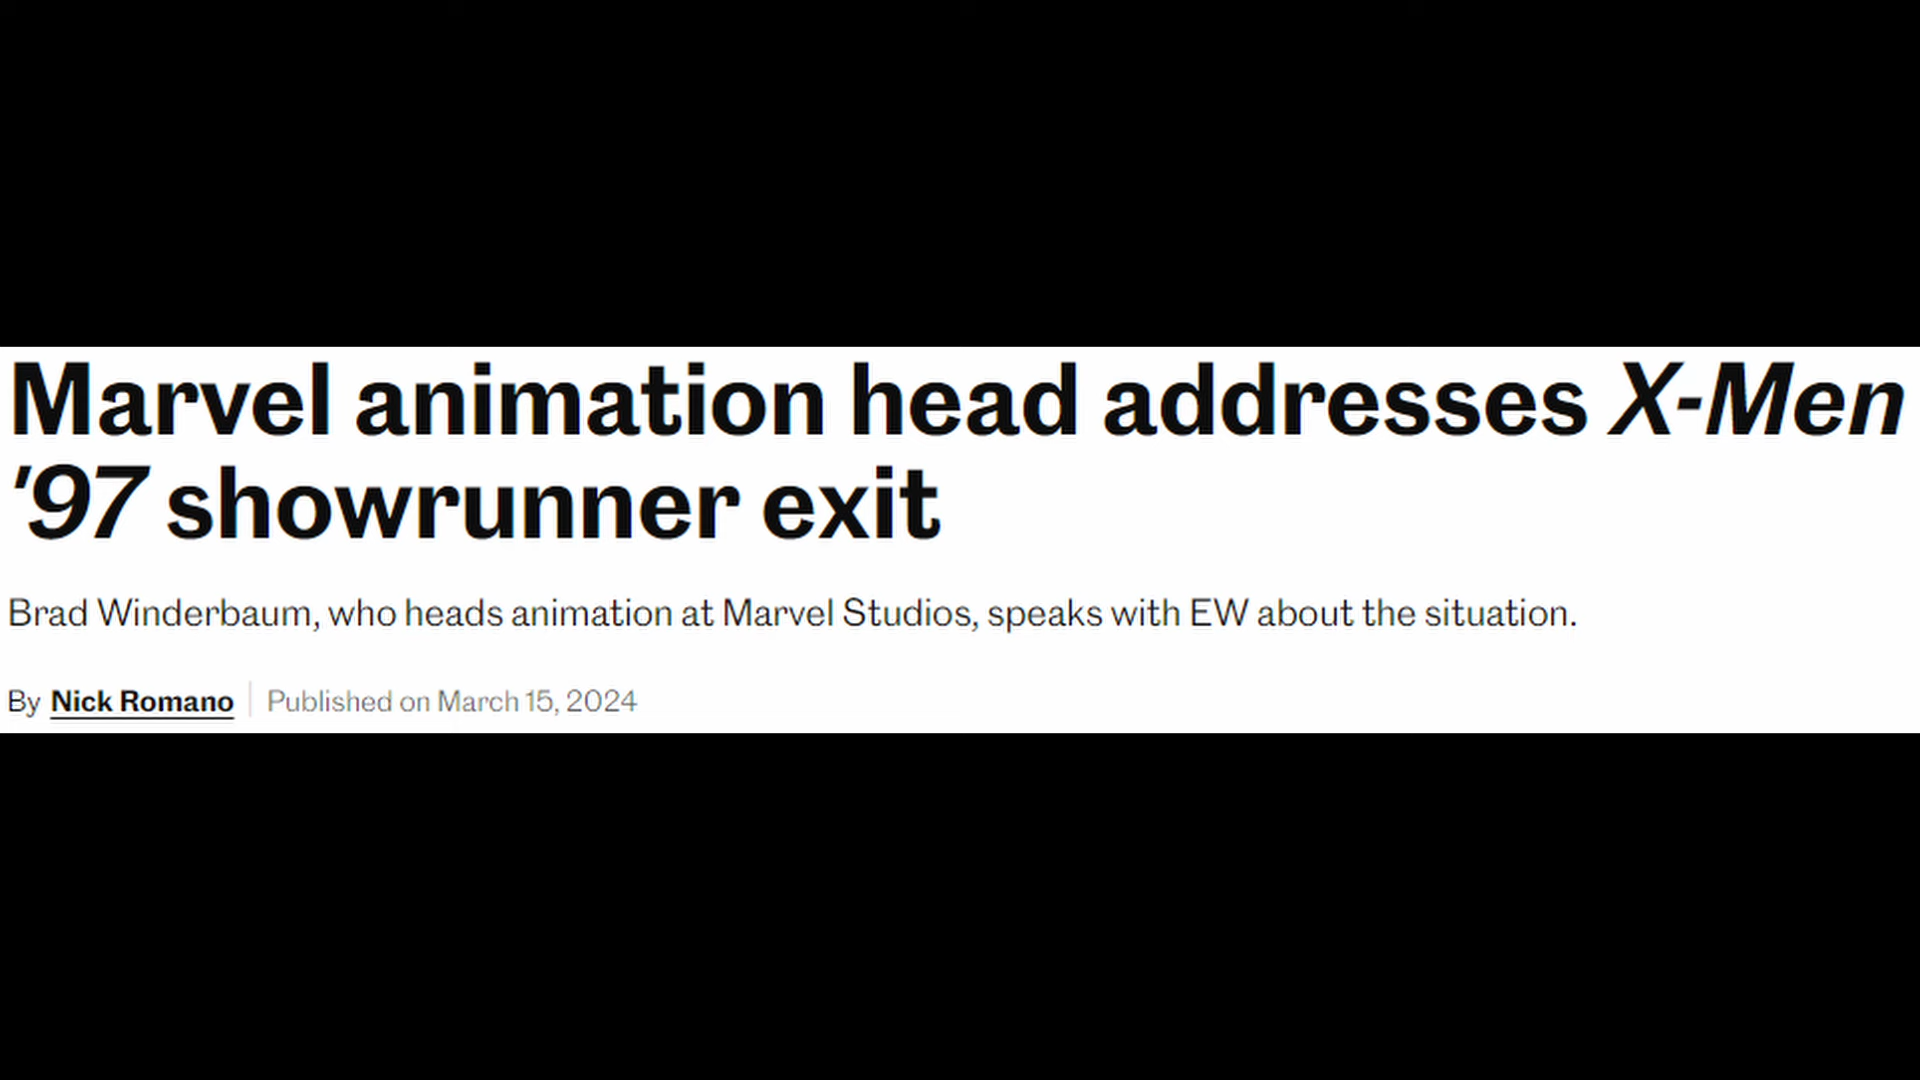 Marvel animation head addresses X-Men
'97 showrunner exit
Brad Winderbaum, who heads animation at Marvel Studios, speaks with EW about the situation.
By Nick Romano Published on March 15, 2024